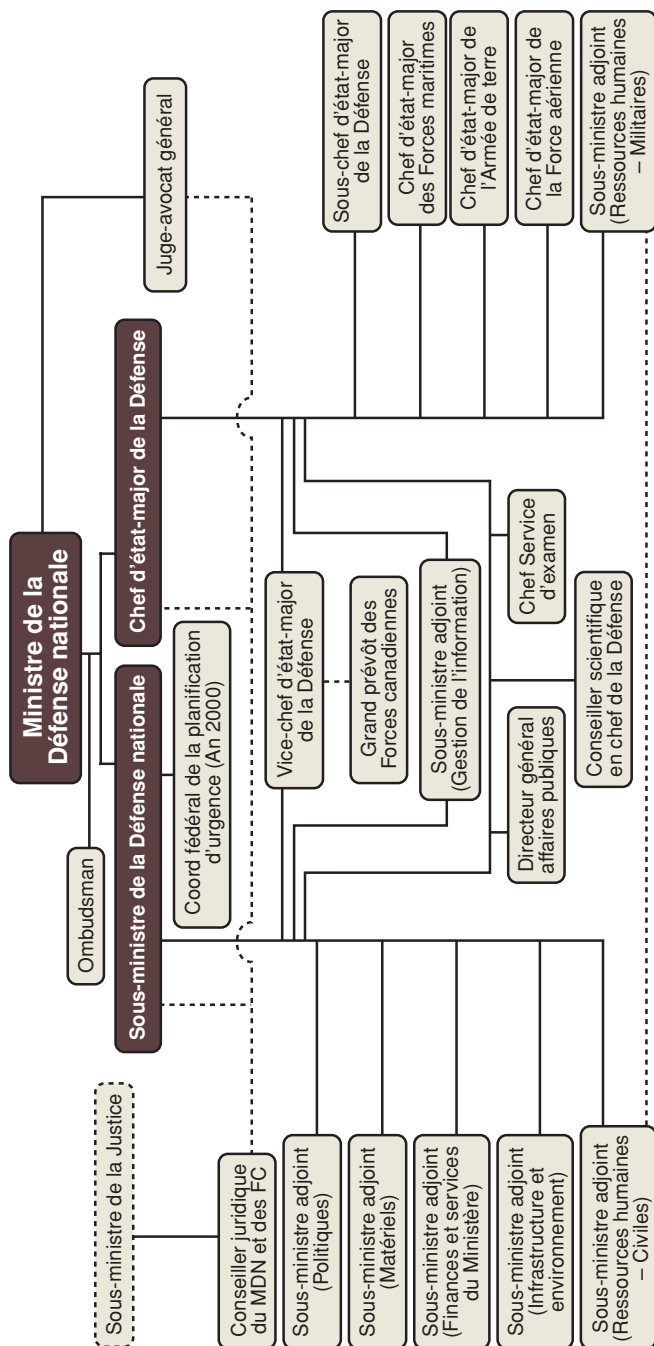 Ministre de la
Défense nationale
Ombudsman
Juge-avocat général
Sous-ministre de la Défense nationale
Chef d'état-major de la Défense
Sous-ministre de la Justice
Coord fédéral de la planification
d'urgence (An 2000)
Conseiller juridique
du MDN et des FC
Sous-ministre adjoint
(Politiques)
Sous-ministre adjoint
(Matériels)
Sous-ministre adjoint
(Finances et services
du Ministère)
Sous-ministre adjoint
(Infrastructure et
environnement)
Sous-ministre adjoint
(Ressources humaines
– Civiles)
Vice-chef d'état-major
de la Défense
Grand prévôt des
Forces canadiennes
Sous-ministre adjoint
(Gestion de l'information)
Directeur général
affaires publiques
Chef Service
d'examen
Conseiller scientifique
en chef de la Défense
Sous-chef d'état-major
de la Défense
Chef d'état-major
des Forces maritimes
Chef d'état-major de
l'Armée de terre
Chef d'état-major de
la Force aérienne
Sous-ministre adjoint
(Ressources humaines
– Militaires)